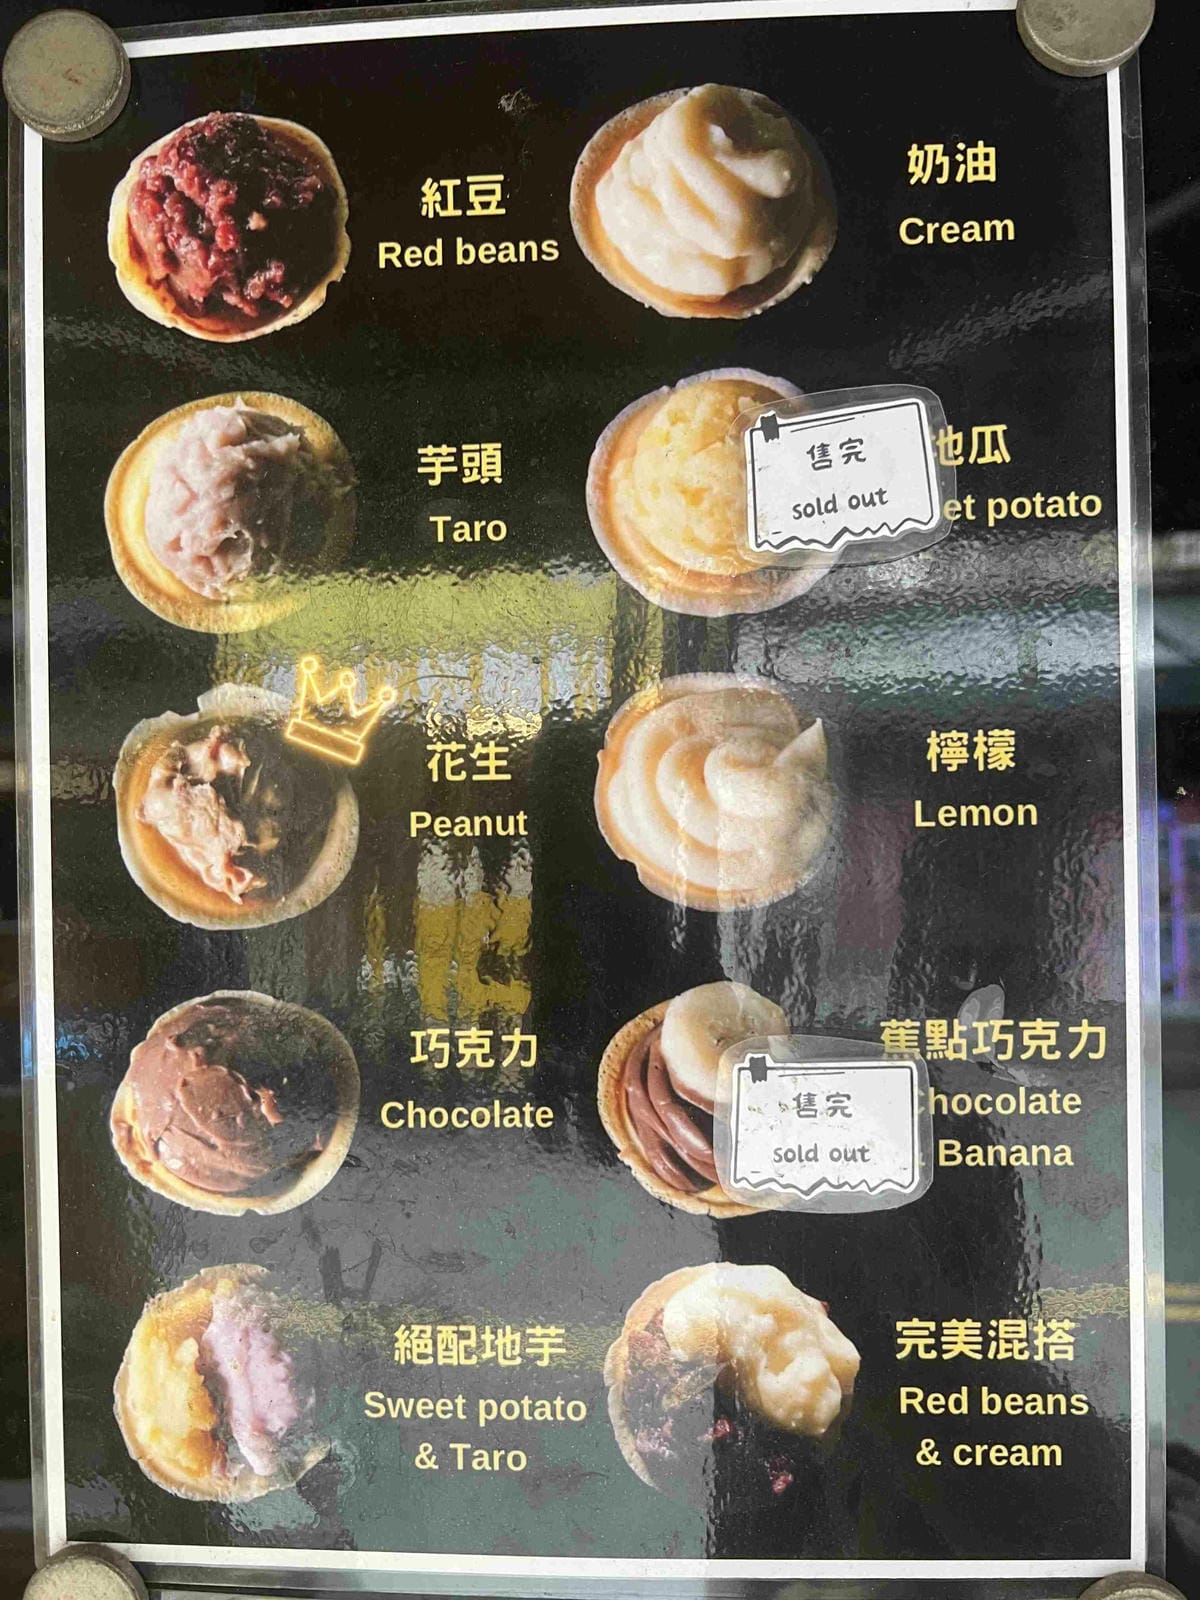 紅豆
Red beans
奶油
Cream
芋頭
Taro
售完
sold out
地瓜
potato
花生
Peanut
檸檬
Lemon
巧克力
Chocolate
蕉點巧克力
Chocolate
Banana
售完
sold out
絕配地芋
Sweet potato
& Taro
完美混搭
Red beans
& cream